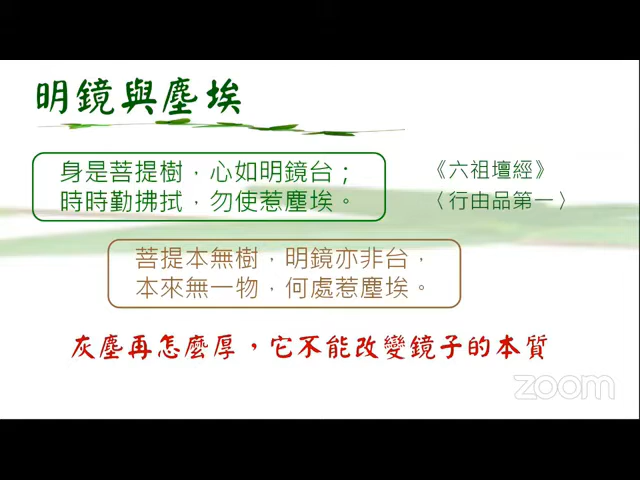 明鏡與塵埃
身是菩提樹，心如明鏡台；
時時勤拂拭，勿使惹塵埃。
《六祖壇經》
〈行由品第一〉
菩提本無樹，明鏡亦非台，
本來無一物，何處惹塵埃。
灰塵再怎麼厚，它不能改變鏡子的本質
zoom